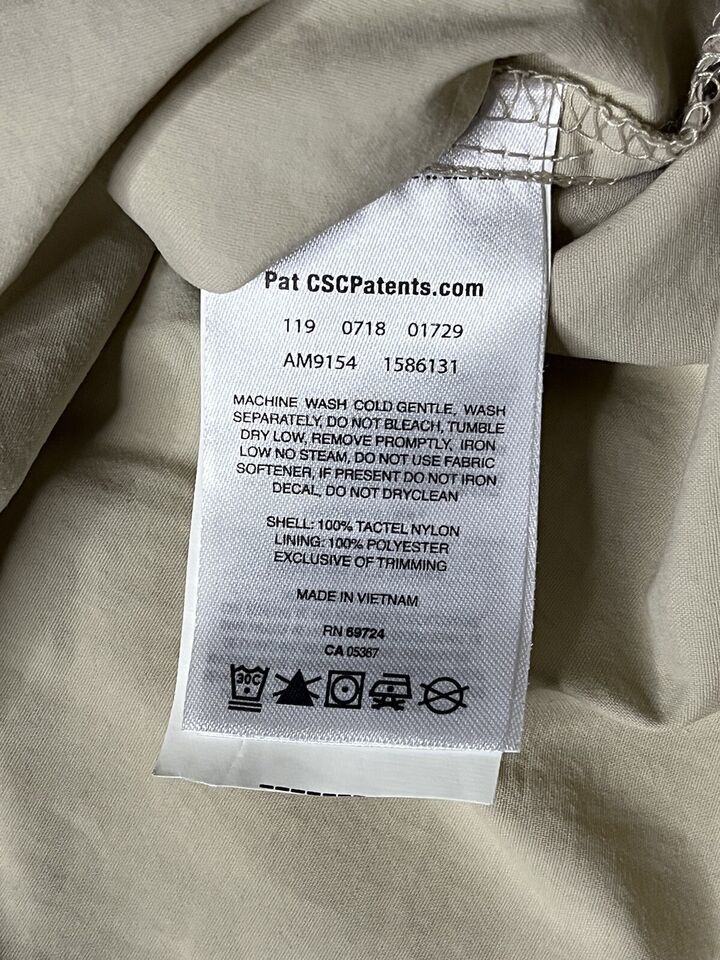 Pat CSCPatents.com
119 0718 01729
AM9154 1586131
MACHINE WASH COLD GENTLE, WASH
SEPARATELY, DO NOT BLEACH, TUMBLE
DRY LOW, REMOVE PROMPTLY, IRON
LOW NO STEAM, DO NOT USE FABRIC
SOFTENER, IF PRESENT DO NOT IRON
DECAL, DO NOT DRYCLEAN
SHELL: 100% TACTEL NYLON
LINING: 100% POLYESTER
EXCLUSIVE OF TRIMMING
MADE IN VIETNAM
RN 69724
CA 05367
30C